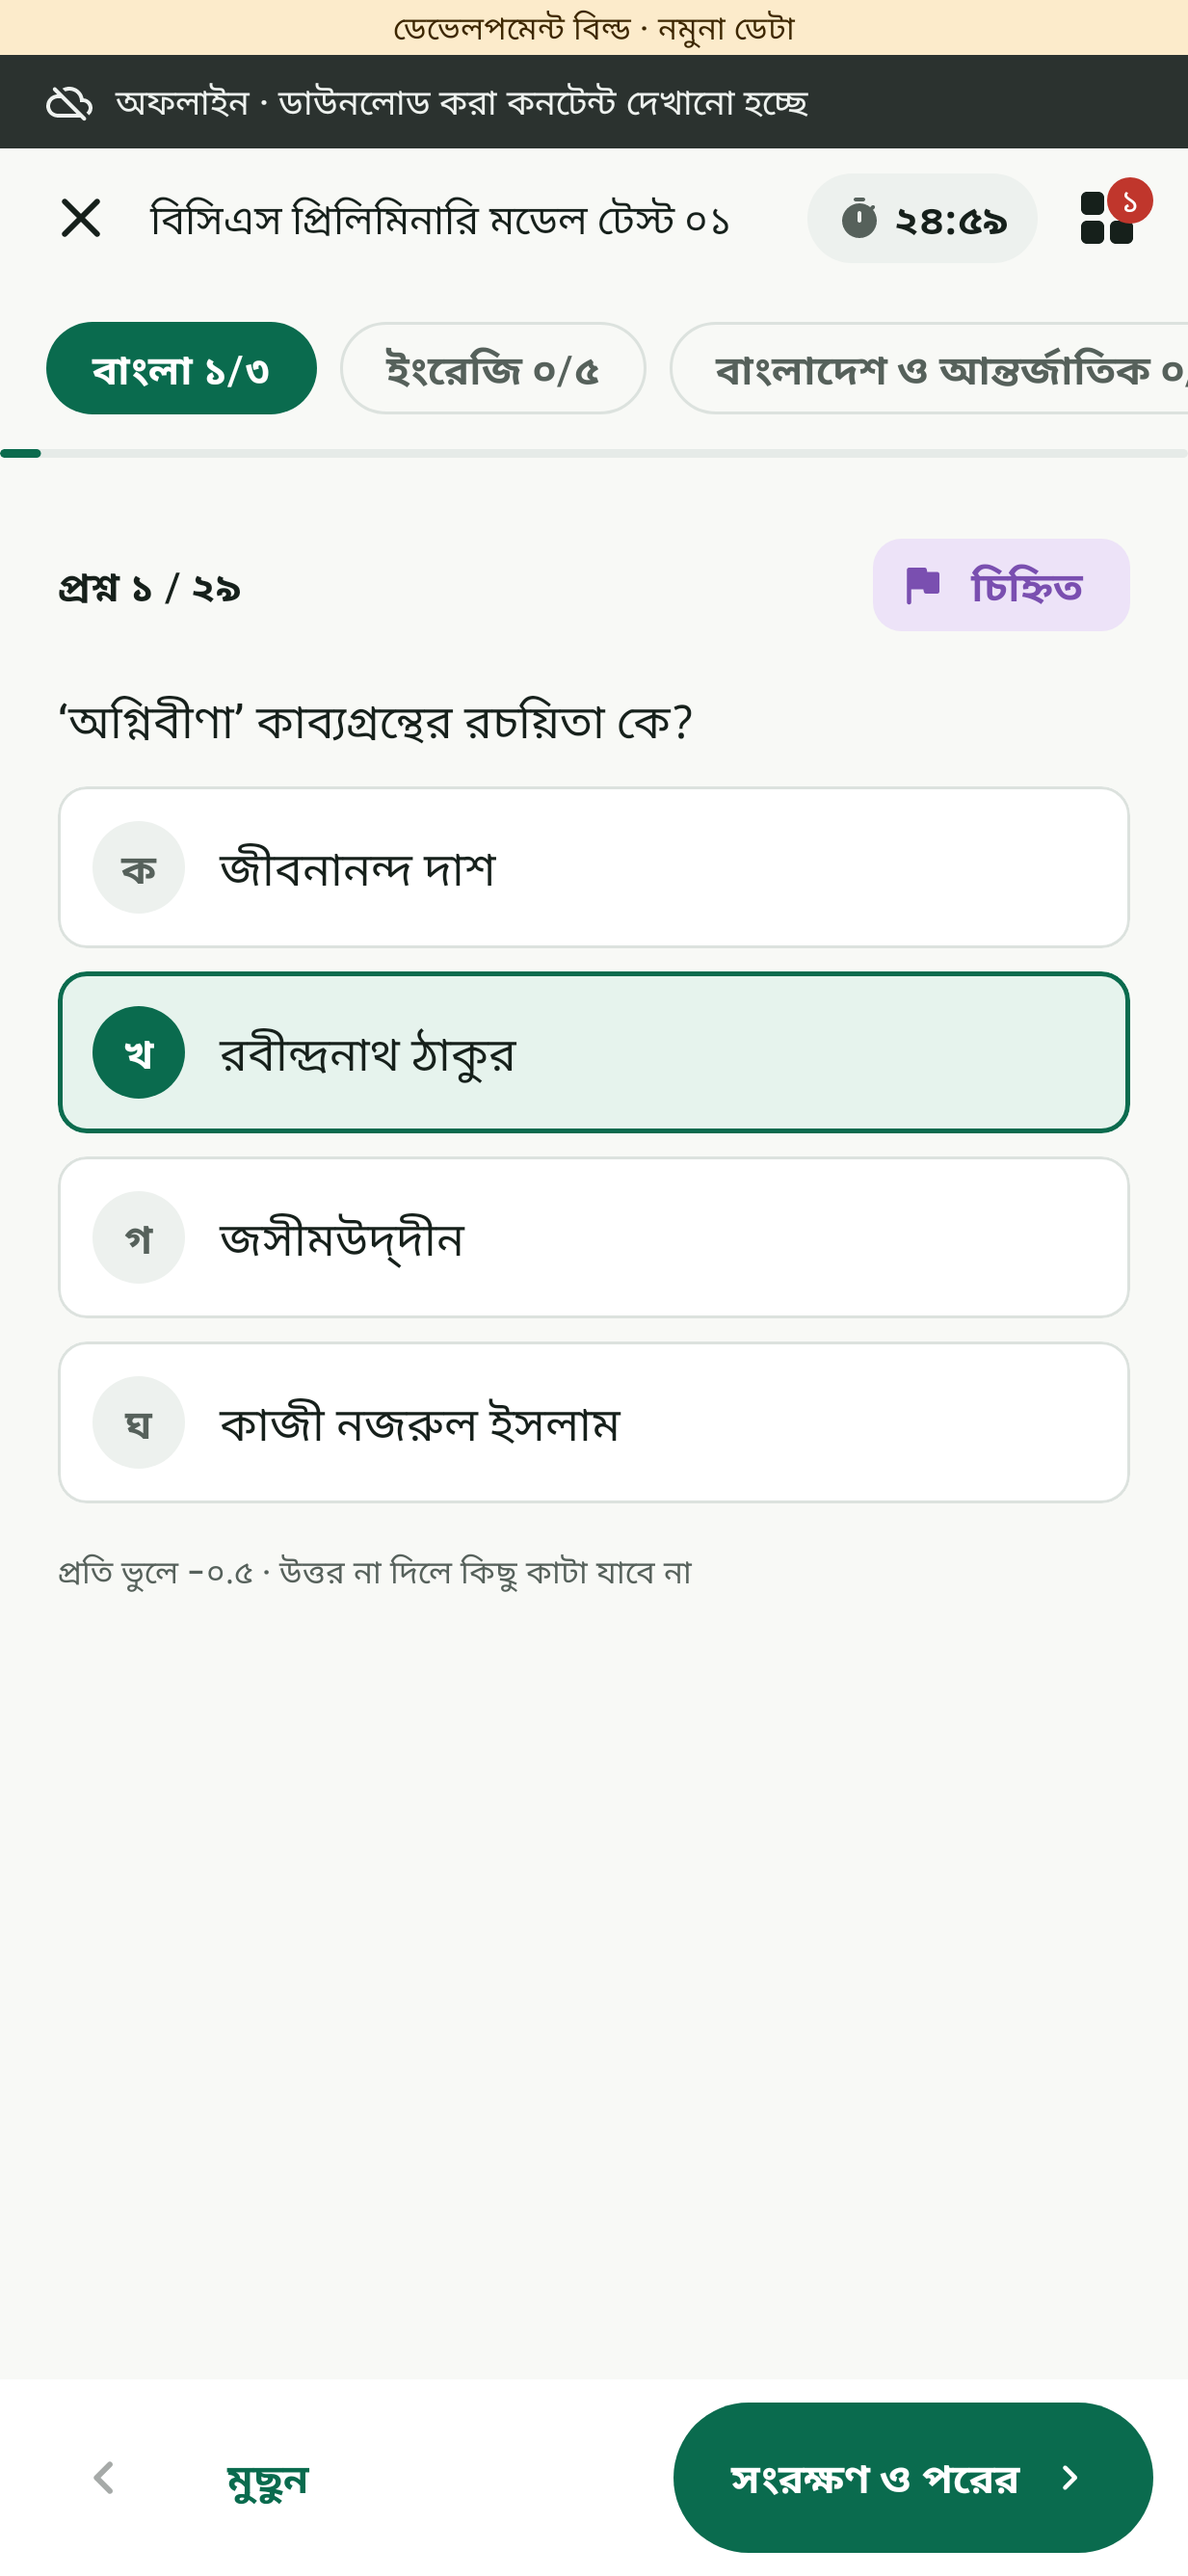 ডেভেলপমেন্ট বিল্ড · নমুনা ডেটা
অফলাইন · ডাউনলোড করা কনটেন্ট দেখানো হচ্ছে
বিসিএস প্রিলিমিনারি মডেল টেস্ট ০১
২৪:৫৯
১
বাংলা ১/৩
ইংরেজি ০/৫
বাংলাদেশ ও আন্তর্জাতিক ০/
প্রশ্ন ১ / ২৯
চিহ্নিত
‘অগ্নিবীণা’ কাব্যগ্রন্থের রচয়িতা কে?
ক জীবনানন্দ দাশ
খ রবীন্দ্রনাথ ঠাকুর
গ জসীমউদ্‌দীন
ঘ কাজী নজরুল ইসলাম
প্রতি ভুলে −০.৫ · উত্তর না দিলে কিছু কাটা যাবে না
মুছুন
সংরক্ষণ ও পরের